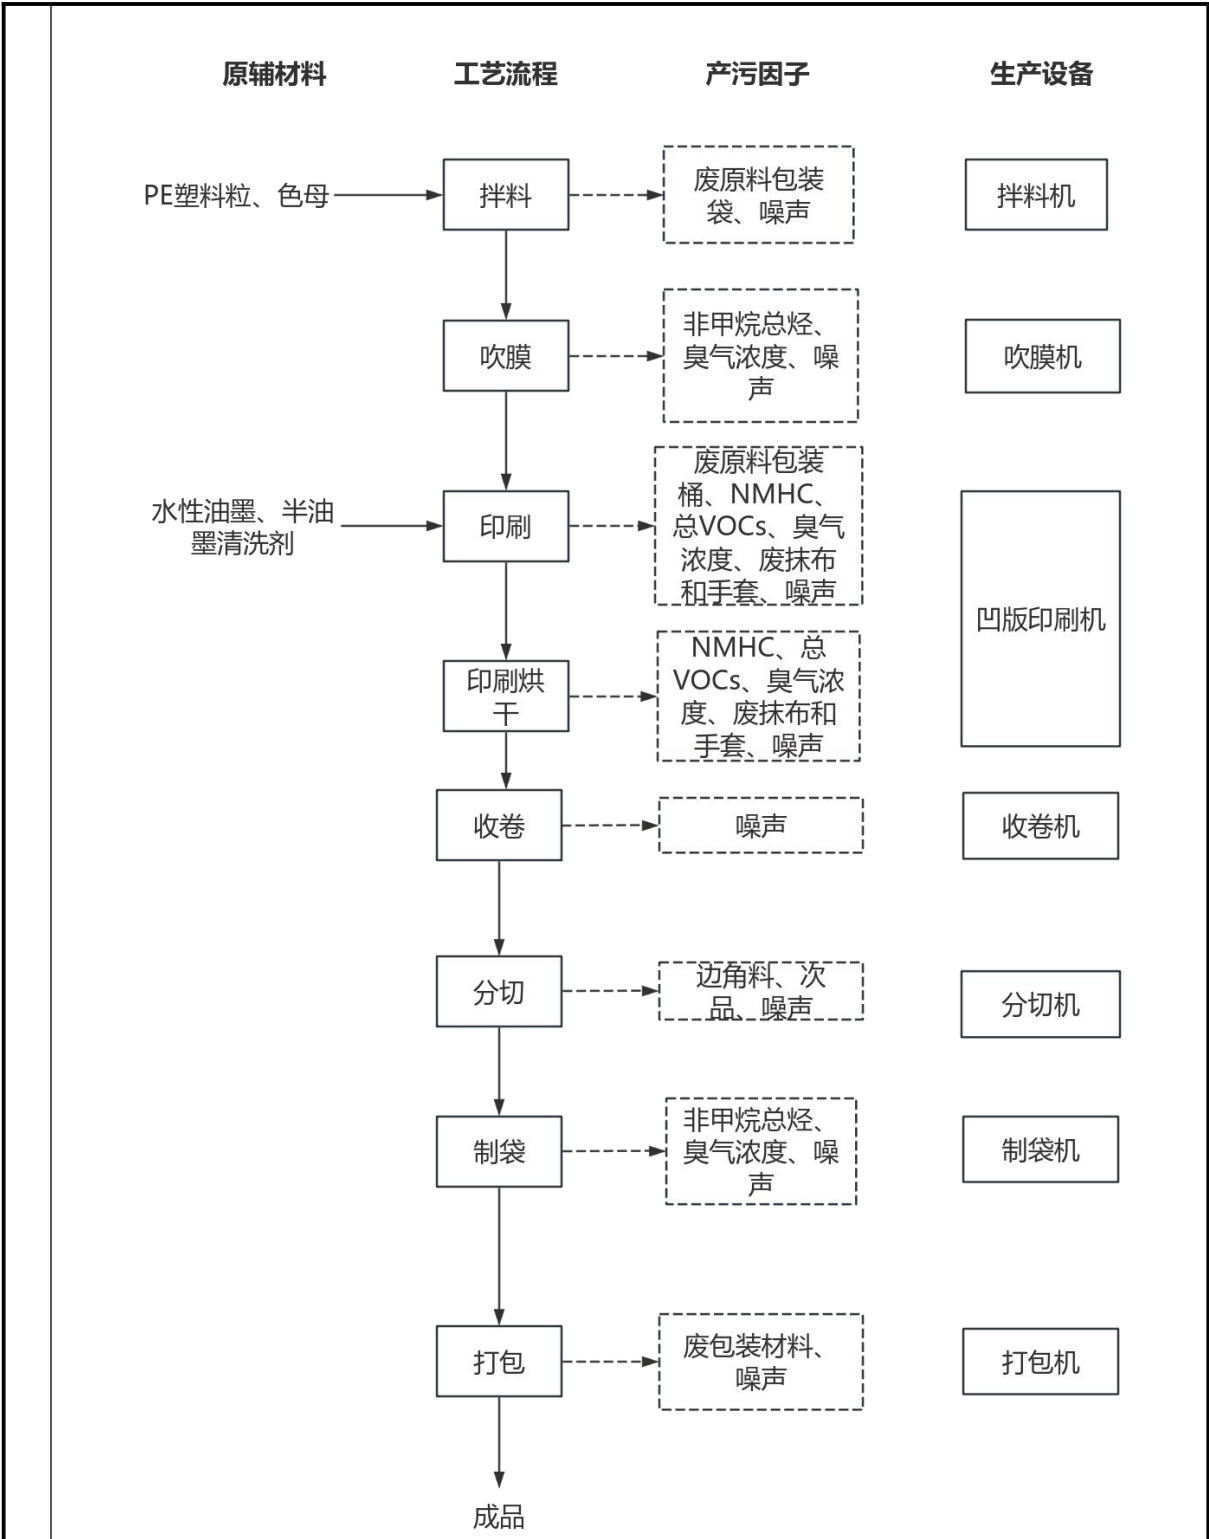 原辅材料 工艺流程 产污因子 生产设备
PE塑料粒、色母
拌料
废原料包装
袋、噪声
拌料机
吹膜
非甲烷总烃、
臭气浓度、噪
声
吹膜机
水性油墨、半油
墨清洗剂
印刷
废原料包装
桶、NMHC、
总VOCs、臭气
浓度、废抹布
和手套、噪声
凹版印刷机
印刷烘
干
NMHC、总
VOCs、臭气浓
度、废抹布和
手套、噪声
收卷
噪声
收卷机
分切
边角料、次
品、噪声
分切机
制袋
非甲烷总烃、
臭气浓度、噪
声
制袋机
打包
废包装材料、
噪声
打包机
成品